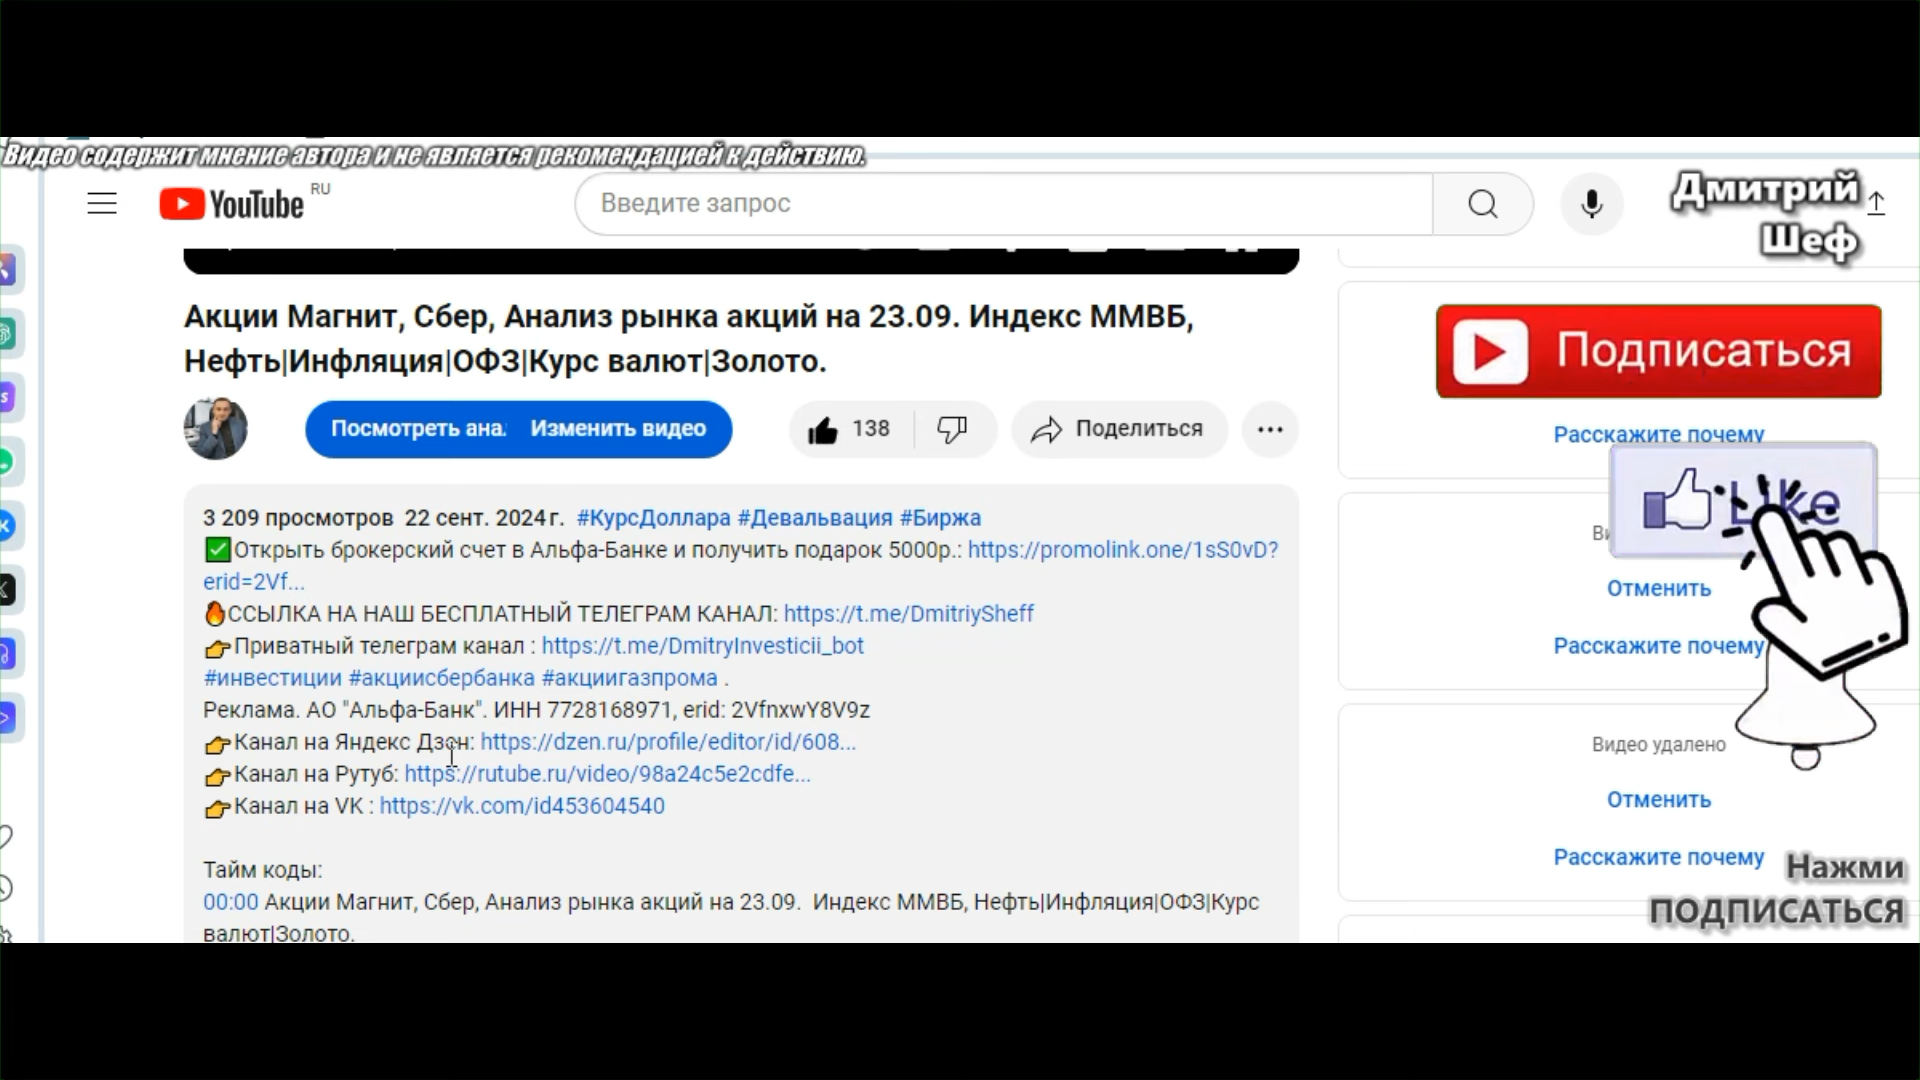 Видео содержит мнение автора и не является рекомендацией к действию.
YouTube RU
Введите запрос
Дмитрий
Шеф
Акции Магнит, Сбер, Анализ рынка акций на 23.09. Индекс ММВБ,
Нефть|Инфляция|ОФЗ|Курс валют|Золото.
Подписаться
Посмотреть ана
Изменить видео
138
Поделиться
Расскажите почему
Like
3 209 просмотров 22 сент. 2024 г. #КурсДоллара #Девальвация #Биржа
✅Открыть брокерский счет в Альфа-Банке и получить подарок 5000р.: https://promolink.one/1sS0vD?
erid=2Vf...
🔥ССЫЛКА НА НАШ БЕСПЛАТНЫЙ ТЕЛЕГРАМ КАНАЛ: https://t.me/DmitriySheff
👉Приватный телеграм канал : https://t.me/DmitryInvesticii_bot
#инвестиции #акциисбербанка #акциигазпрома .
Реклама. АО "Альфа-Банк". ИНН 7728168971, erid: 2VfnxwY8V9z
👉Канал на Яндекс Дзен: https://dzen.ru/profile/editor/id/608...
👉Канал на Рутуб: https://rutube.ru/video/98a24c5e2cdfe...
👉Канал на VK : https://vk.com/id453604540
Тайм коды:
00:00 Акции Магнит, Сбер, Анализ рынка акций на 23.09. Индекс ММВБ, Нефть|Инфляция|ОФЗ|Курс
валют|Золото.
Отменить
Расскажите почему
Видео удалено
Отменить
Расскажите почему
Нажми
ПОДПИСАТЬСЯ